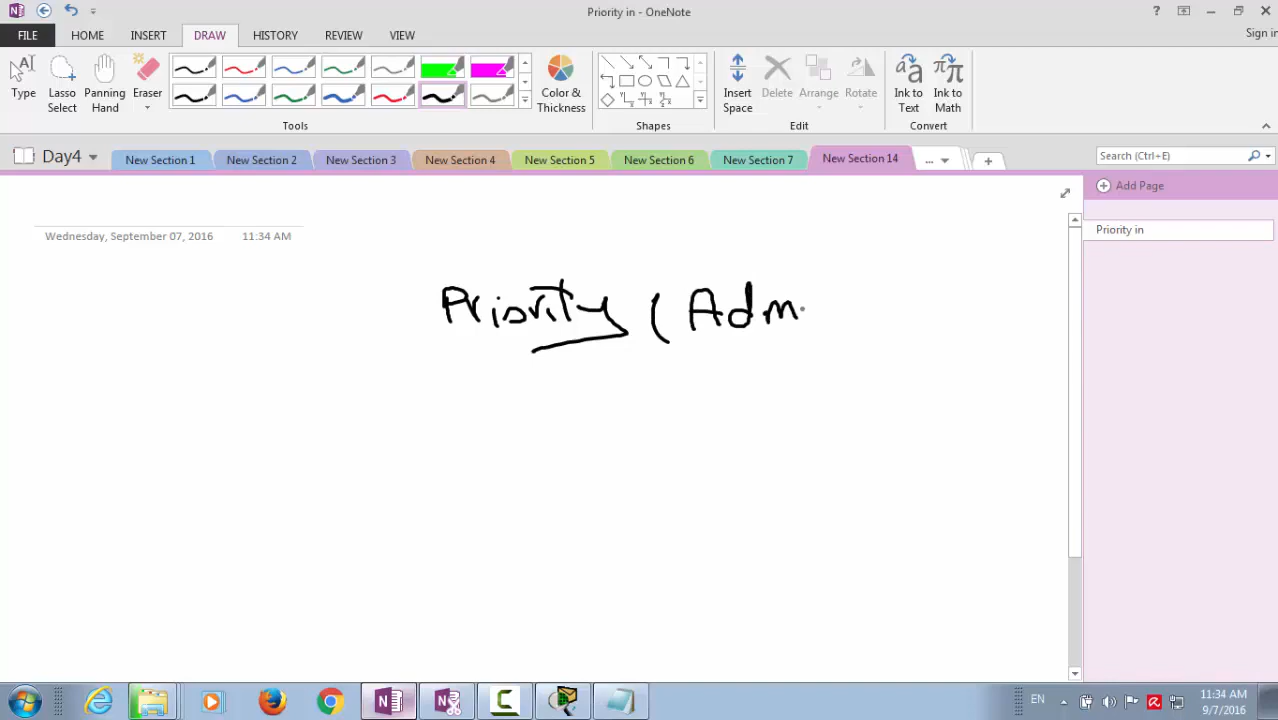 Priority in - OneNote
? 
Sign in
FILE HOME INSERT DRAW HISTORY REVIEW VIEW
Type
Lasso Select
Panning Hand
Eraser
Color & Thickness
Insert Space
Delete
Arrange
Rotate
Ink to Text
Ink to Math
Tools
Shapes
Edit
Convert
Day4
New Section 1 New Section 2 New Section 3 New Section 4 New Section 5 New Section 6 New Section 7 New Section 14 ... +
Search (Ctrl+E)
Add Page
Priority in
Wednesday, September 07, 2016 11:34 AM
Priority ( Adm
EN
11:34 AM
9/7/2016